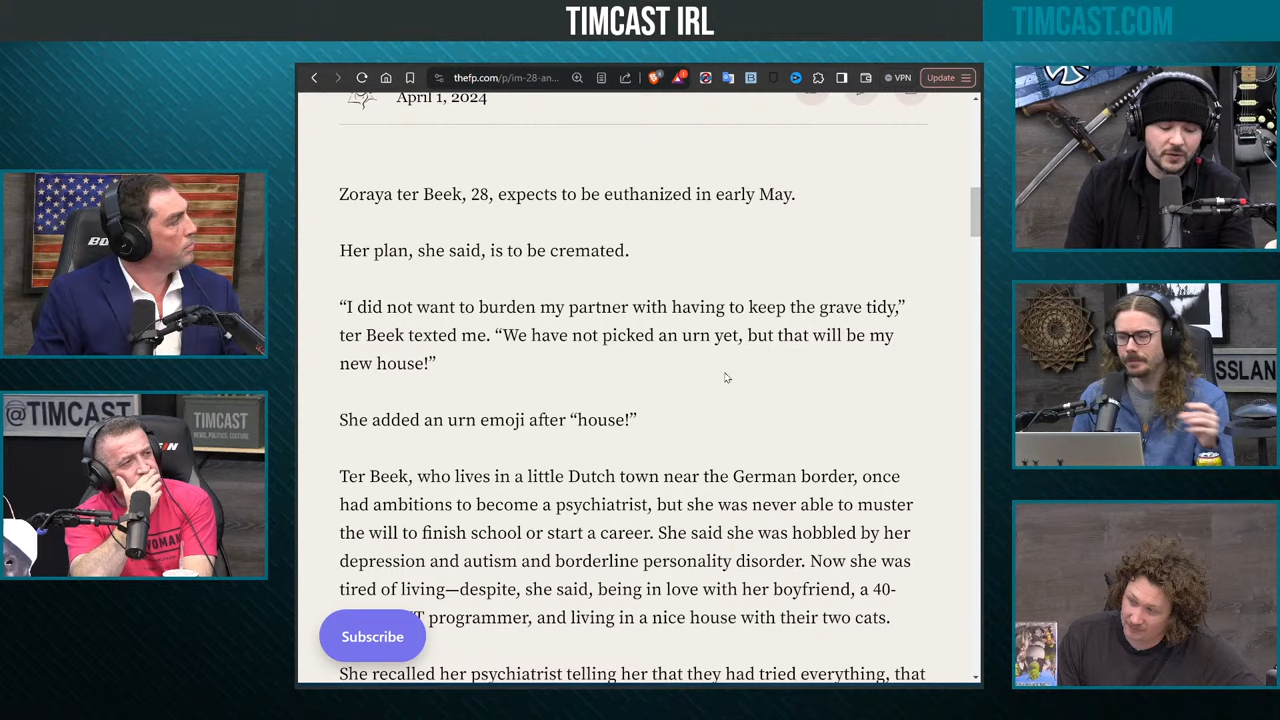 TIMCAST IRL
TIMCAST.COM
thefp.com/p/im-28-an...
VPN
Update
April 1, 2024
Zoraya ter Beek, 28, expects to be euthanized in early May.
Her plan, she said, is to be cremated.
“I did not want to burden my partner with having to keep the grave tidy,”
ter Beek texted me. “We have not picked an urn yet, but that will be my
new house!”
She added an urn emoji after “house!”
Ter Beek, who lives in a little Dutch town near the German border, once
had ambitions to become a psychiatrist, but she was never able to muster
the will to finish school or start a career. She said she was hobbled by her
depression and autism and borderline personality disorder. Now she was
tired of living—despite, she said, being in love with her boyfriend, a 40-
programmer, and living in a nice house with their two cats.
Subscribe
She recalled her psychiatrist telling her that they had tried everything, that
@TIMCAST
TIMCAST
NEWS, POLITICS, CULTURE
WOMAN
SSLAN